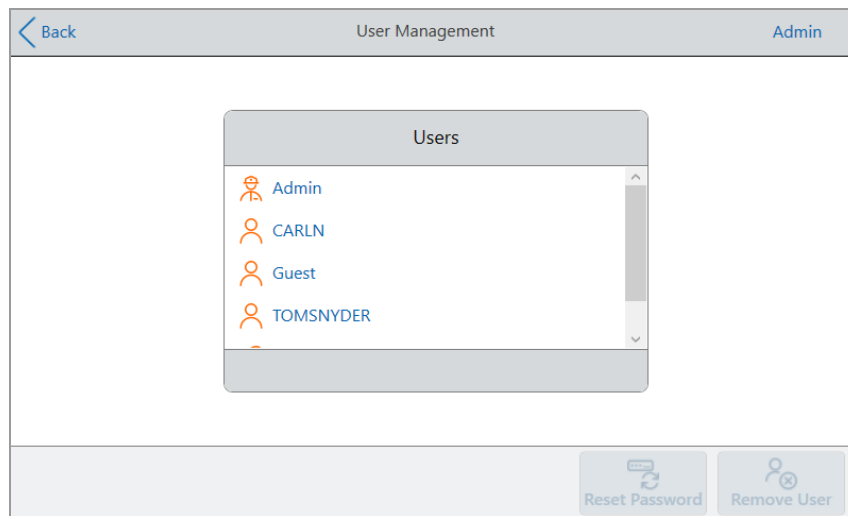 Back User Management Admin
Users
Admin
CARLN
Guest
TOMSNYDER
Reset Password Remove User